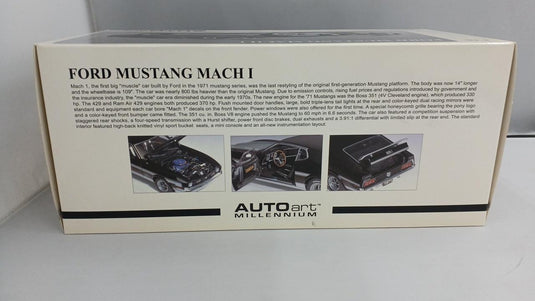 FORD MUSTANG MACH I
Mach 1, the first big "muscle" car built by Ford in the 1971 mustang series, was the last restyling of the original first-generation Mustang platform. The body was now 14" longer
and the wheelbase is "109". The car was nearly 800 lbs heavier than the original Mustang. Due to emission controls, rising fuel prices and regulations introduced by government and
the insurance industry, the "muscle" car era diminished during the early 1970s. The new engine for the '71 Mustangs was the Boss 351 (4V Cleveland engine), which produced 330
hp. The 429 and Ram Air 429 engines both produced 370 hp. Flush mounted door handles, large, bold triple-lens tail lights at the rear and color-keyed dual racing mirrors were
standard and equipment each car bore "Mach 1" decals on the front fender. Power windows were also offered for the first time. A special honeycomb grille bearing the pony logo
and a color-keyed front bumper came fitted. The 351 cu. in. Boss V8 engine pushed the Mustang to 60 mph in 6.6 seconds. The car also featured a competition suspension with
staggered rear shocks, a four-speed transmission with a Hurst shifter, power front disc brakes, dual exhausts and a 3.91:1 differential with limited slip at the rear end. The standard
interior featured high-back knitted vinyl sport bucket seats, a mini console and an all-new instrumentation layout.
AUTOart™
MILLENNIUM